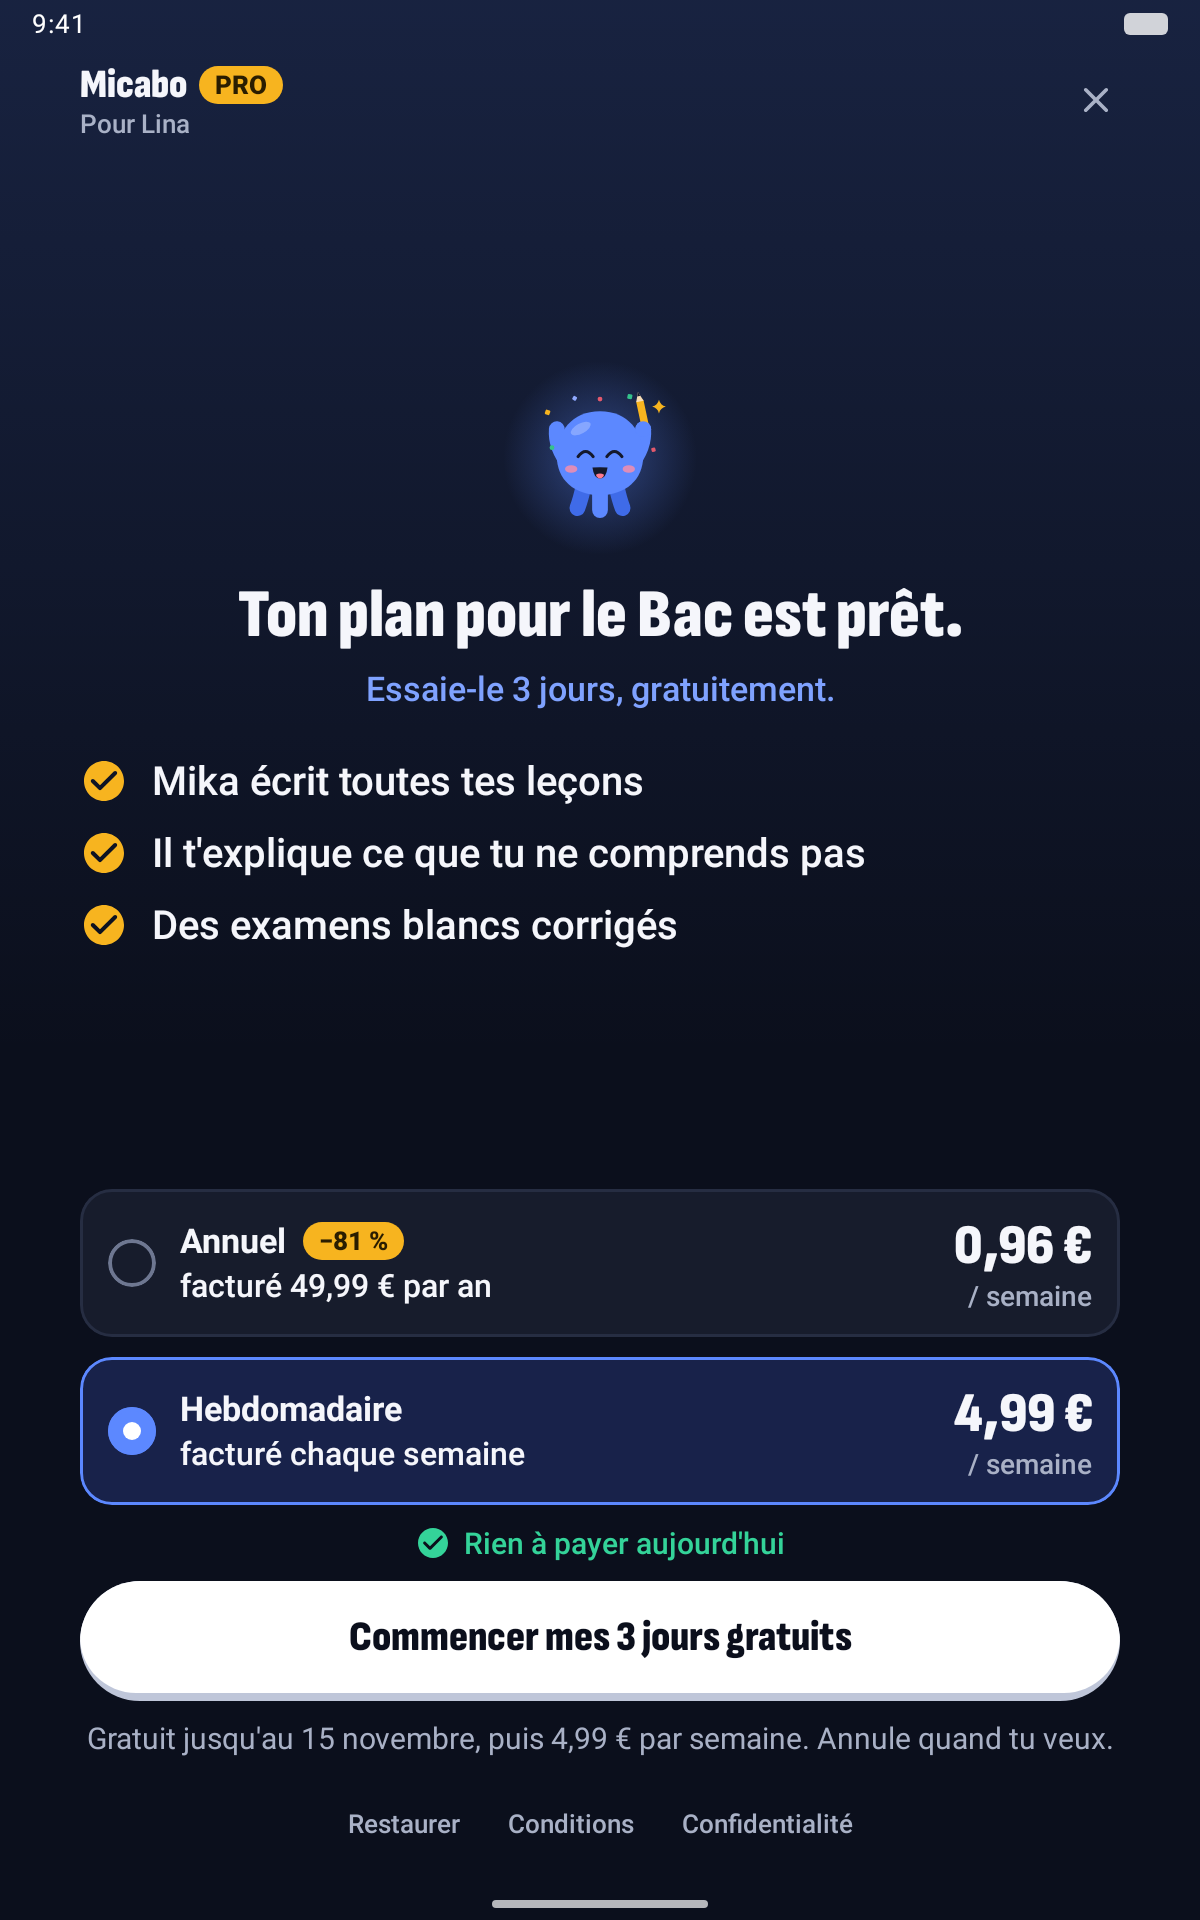 9:41
Micabo PRO
Pour Lina
Ton plan pour le Bac est prêt.
Essaie-le 3 jours, gratuitement.
Mika écrit toutes tes leçons
Il t'explique ce que tu ne comprends pas
Des examens blancs corrigés
Annuel −81 %
facturé 49,99 € par an
0,96 €
/ semaine
Hebdomadaire
facturé chaque semaine
4,99 €
/ semaine
Rien à payer aujourd'hui
Commencer mes 3 jours gratuits
Gratuit jusqu'au 15 novembre, puis 4,99 € par semaine. Annule quand tu veux.
Restaurer Conditions Confidentialité